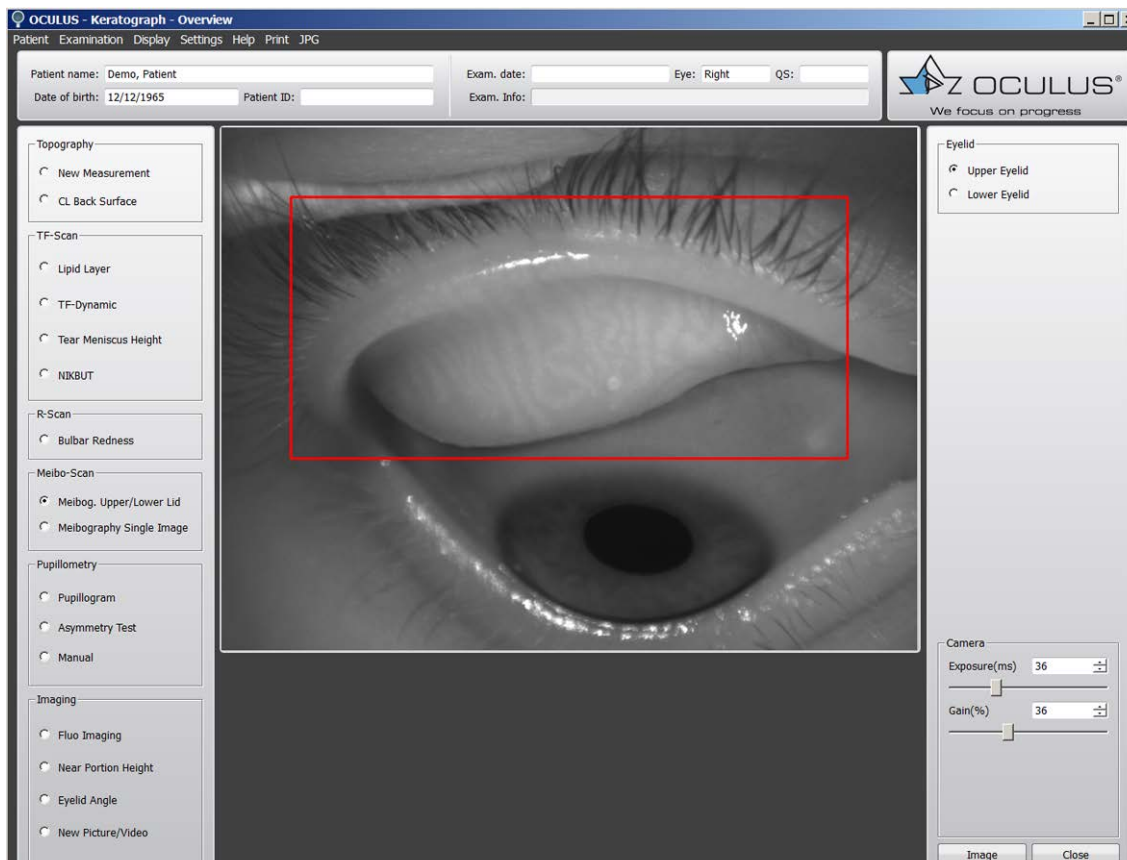 OCULUS - Keratograph - Overview
Patient Examination Display Settings Help Print JPG
Patient name: Demo, Patient
Date of birth: 12/12/1965 Patient ID:
Exam. date: Eye: Right QS:
Exam. Info:
OCULUS®
We focus on progress
Topography
New Measurement
CL Back Surface
TF-Scan
Lipid Layer
TF-Dynamic
Tear Meniscus Height
NIKBUT
R-Scan
Bulbar Redness
Meibo-Scan
Meibog. Upper/Lower Lid
Meibography Single Image
Pupillometry
Pupillogram
Asymmetry Test
Manual
Imaging
Fluo Imaging
Near Portion Height
Eyelid Angle
New Picture/Video
Eyelid
Upper Eyelid
Lower Eyelid
Camera
Exposure(ms) 36
Gain(%) 36
Image Close